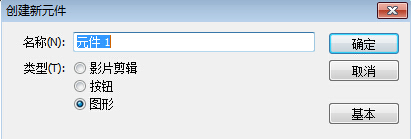 创建新元件
名称(N): 元件 1 确定
类型(T): 影片剪辑 取消
按钮
图形 基本